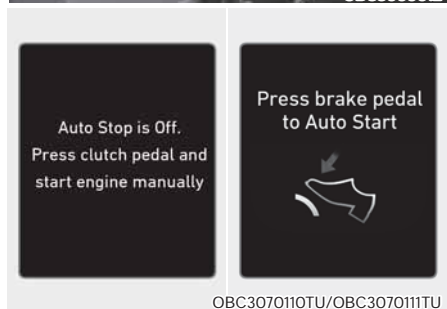 Auto Stop is Off.
Press clutch pedal and
start engine manually
Press brake pedal
to Auto Start
OBC3070110TU/OBC3070111TU